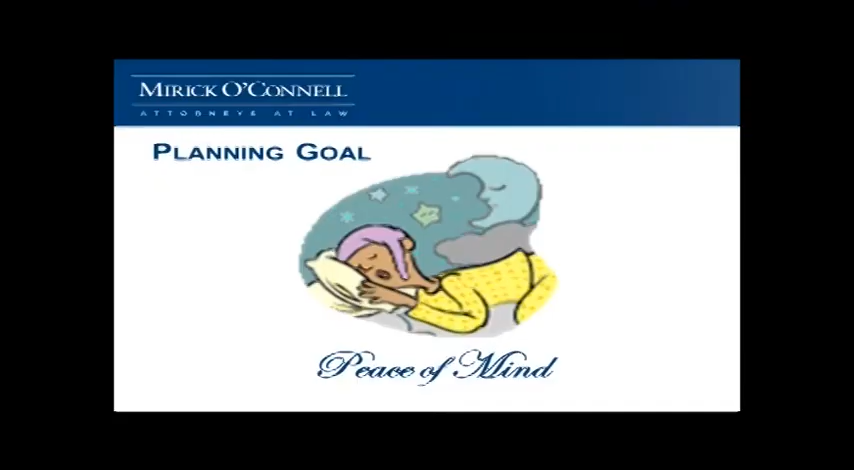 MIRICK O'CONNELL
ATTORNEYS AT LAW
PLANNING GOAL
Peace of Mind